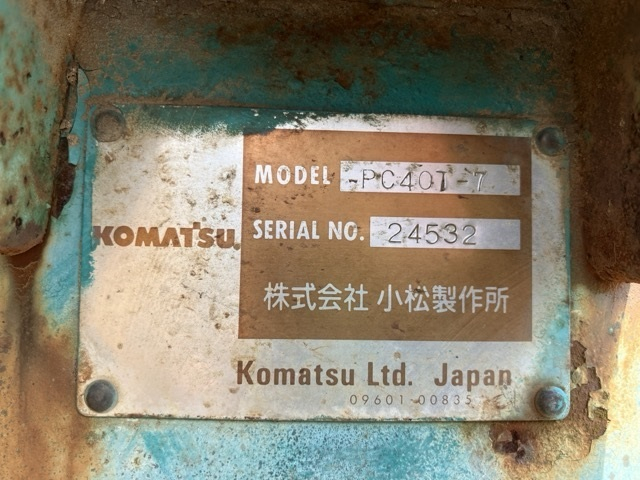 KOMATSU
MODEL -PC40T-7
SERIAL NO. 24532
株式会社 小松製作所
Komatsu Ltd. Japan
09601-00835